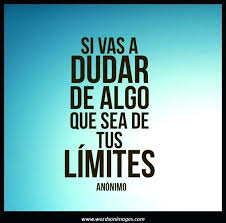 SI VAS A
DUDAR
DE ALGO
QUE SEA DE
TUS
LÍMITES
ANÓNIMO
www.wordsonimages.com